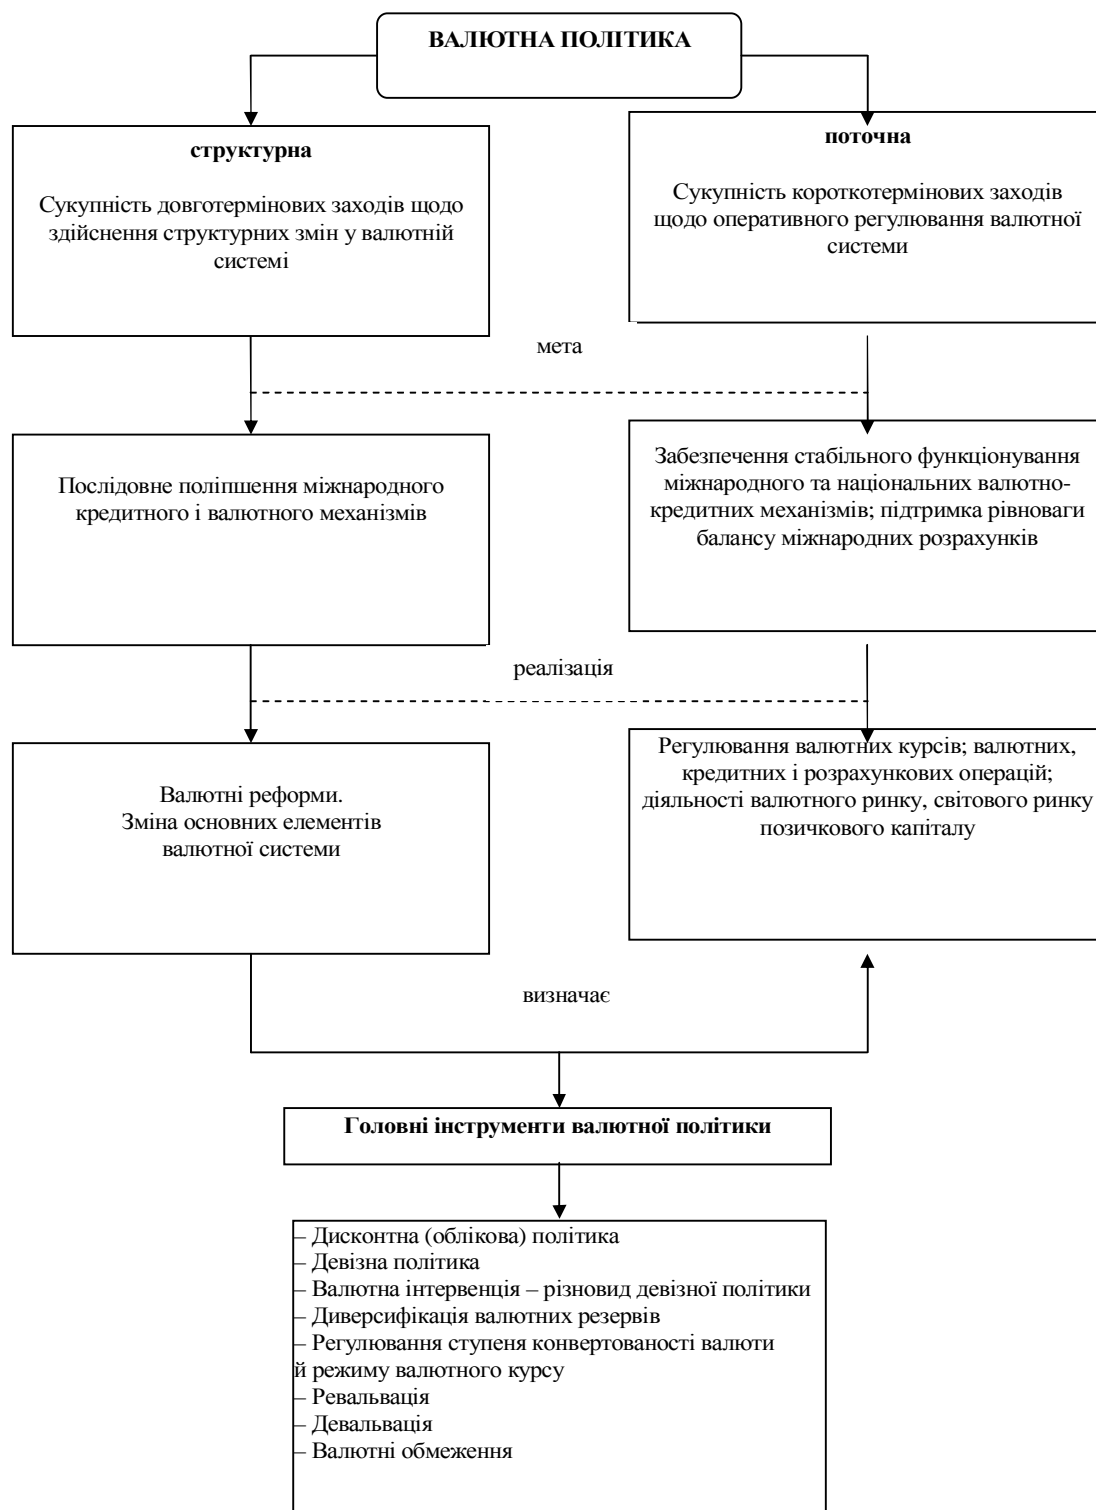 ВАЛЮТНА ПОЛІТИКА
структурна
Сукупність довготермінових заходів щодо
здійснення структурних змін у валютній
системі
поточна
Сукупність короткотермінових заходів
щодо оперативного регулювання валютної
системи
мета
Послідовне поліпшення міжнародного
кредитного і валютного механізмів
Забезпечення стабільного функціонування
міжнародного та національних валютно-
кредитних механізмів; підтримка рівноваги
балансу міжнародних розрахунків
реалізація
Валютні реформи.
Зміна основних елементів
валютної системи
Регулювання валютних курсів; валютних,
кредитних і розрахункових операцій;
діяльності валютного ринку, світового ринку
позичкового капіталу
визначає
Головні інструменти валютної політики
– Дисконтна (облікова) політика
– Девізна політика
– Валютна інтервенція – різновид девізної політики
– Диверсифікація валютних резервів
– Регулювання ступеня конвертованості валюти
й режиму валютного курсу
– Ревальвація
– Девальвація
– Валютні обмеження